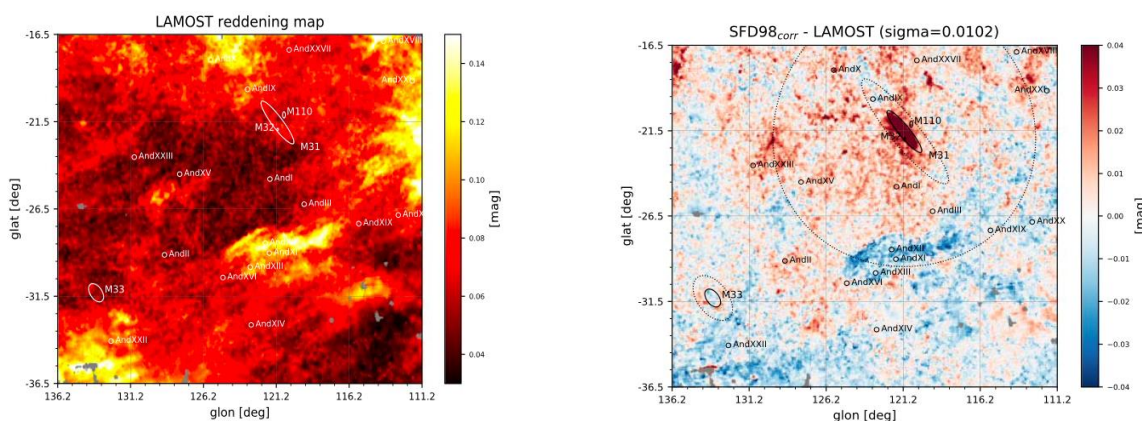 LAMOST reddening map
-16.5
-21.5
-26.5
-31.5
-36.5
glat [deg]
136.2 131.2 126.2 121.2 116.2 111.2
glon [deg]
AndXXVII
AndXVIII
AndX
AndIX
M110
M32
M31
AndXXIII
AndXV
AndI
AndIII
AndXIX
AndII
AndXI
AndXIII
AndXVI
M33
AndXIV
AndXXII
0.14
0.12
0.10
0.08
0.06
0.04
[mag]
SFD98corr - LAMOST (sigma=0.0102)
-16.5
-21.5
-26.5
-31.5
-36.5
glat [deg]
136.2 131.2 126.2 121.2 116.2 111.2
glon [deg]
AndXVIII
AndXXVII
AndX
AndIX
M110
M31
AndXXIII
AndXV
AndI
AndIII
AndXX
AndXIX
AndXII
AndXI
AndII
AndXIII
AndXVI
M33
AndXIV
AndXXII
0.04
0.03
0.02
0.01
0.00
−0.01
−0.02
−0.03
−0.04
[mag]